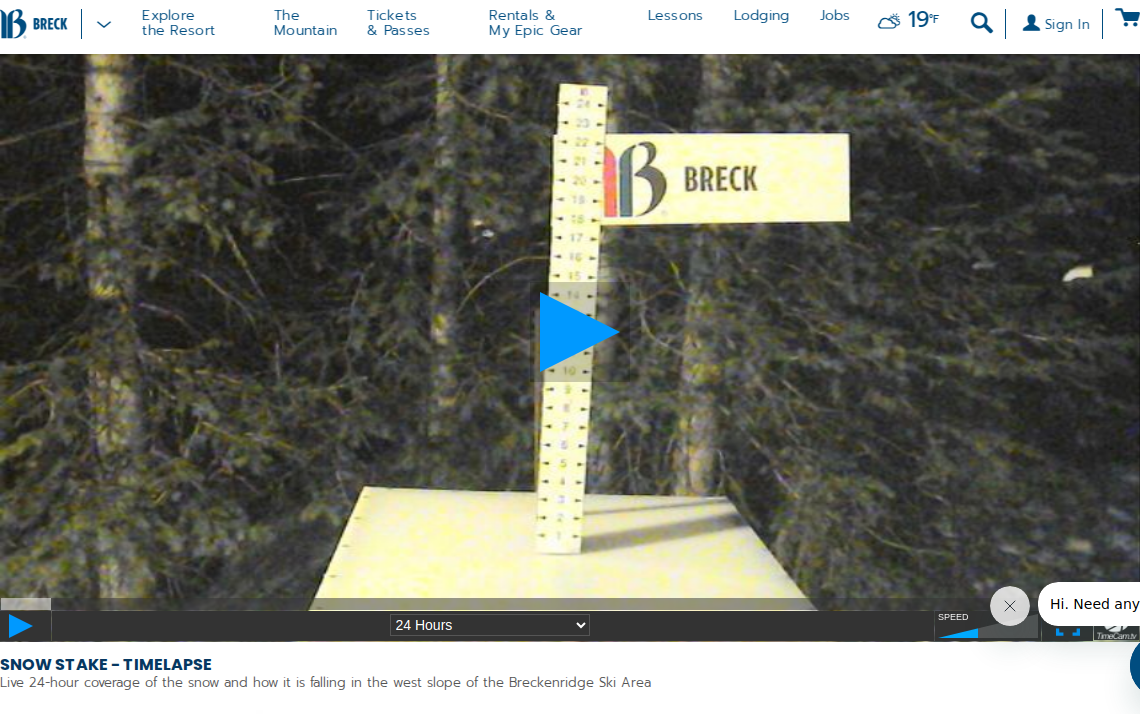 B BRECK
Explore
the Resort
The
Mountain
Tickets
& Passes
Rentals &
My Epic Gear
Lessons
Lodging
Jobs
19°F
Sign In
24
23
22
21
20
19
18
17
16
15
14
10
9
8
7
6
5
4
3
2
1
B BRECK
Hi. Need any
24 Hours
SPEED
TimeCam.tv
SNOW STAKE - TIMELAPSE
Live 24-hour coverage of the snow and how it is falling in the west slope of the Breckenridge Ski Area